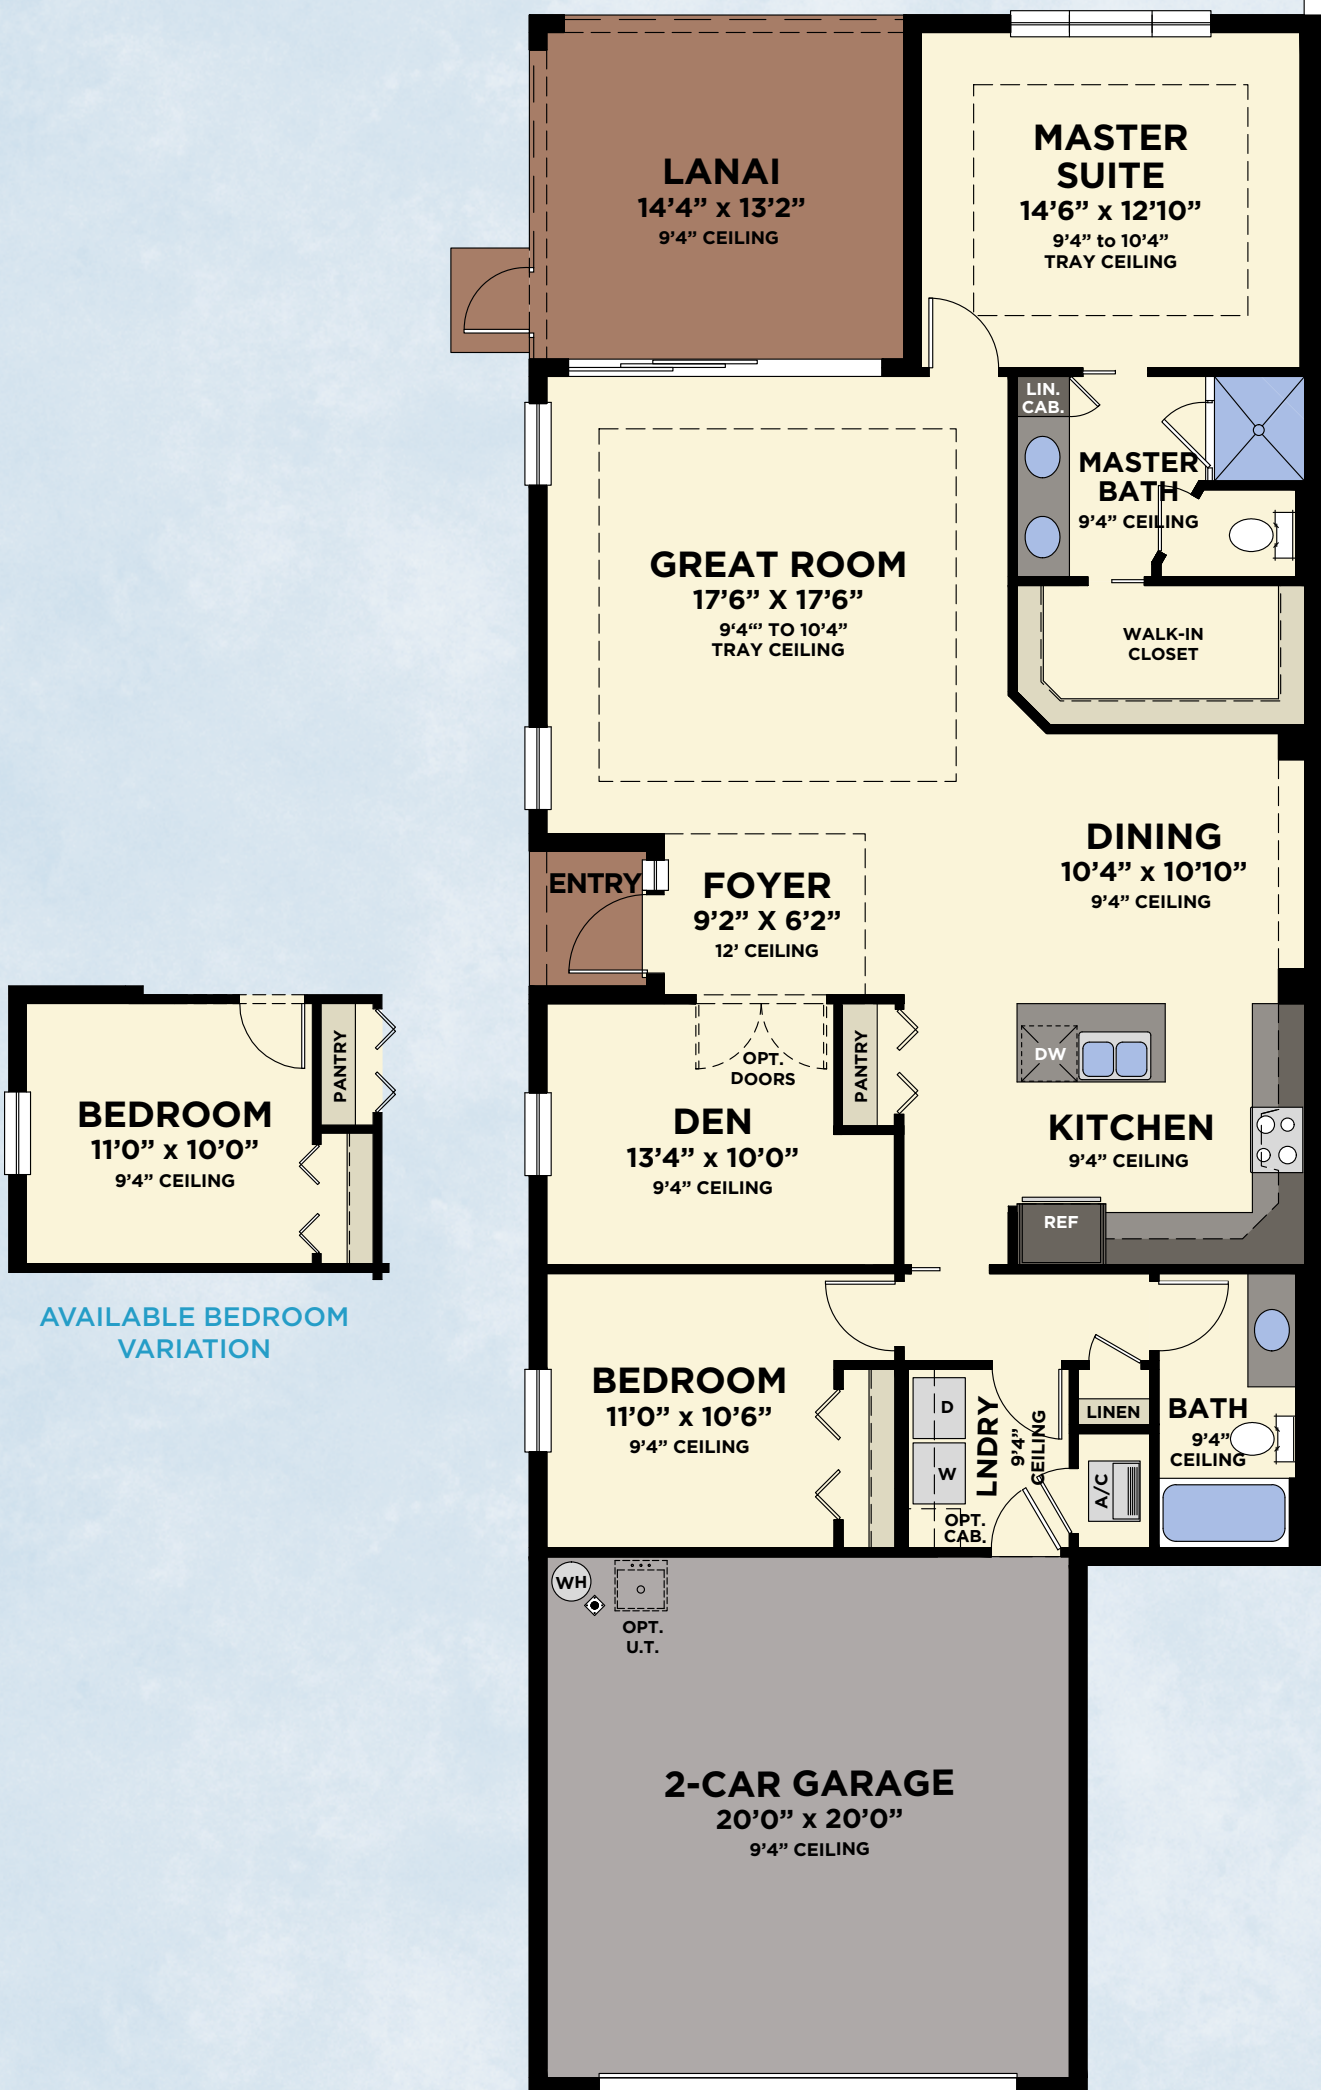 LANAI
14’4” x 13’2”
9’4” CEILING
MASTER
SUITE
14’6” x 12’10”
9’4” to 10’4”
TRAY CEILING
LIN.
CAB.
MASTER
BATH
9’4” CEILING
GREAT ROOM
17’6” X 17’6”
9‘4“’ TO 10’4”
TRAY CEILING
WALK-IN
CLOSET
DINING
10’4” x 10’10”
9’4” CEILING
ENTRY
FOYER
9’2” X 6’2”
12’ CEILING
OPT.
DOORS
PANTRY
DW
DEN
13’4” x 10’0”
9’4” CEILING
KITCHEN
9’4” CEILING
REF
PANTRY
BEDROOM
11’0” x 10’0”
9’4” CEILING
AVAILABLE BEDROOM
VARIATION
BEDROOM
11’0” x 10’6”
9’4” CEILING
D
W
LNDRY
9’4”
CEILING
OPT.
CAB.
LINEN
A/C
BATH
9’4”
CEILING
WH
OPT.
U.T.
2-CAR GARAGE
20’0” x 20’0”
9’4” CEILING